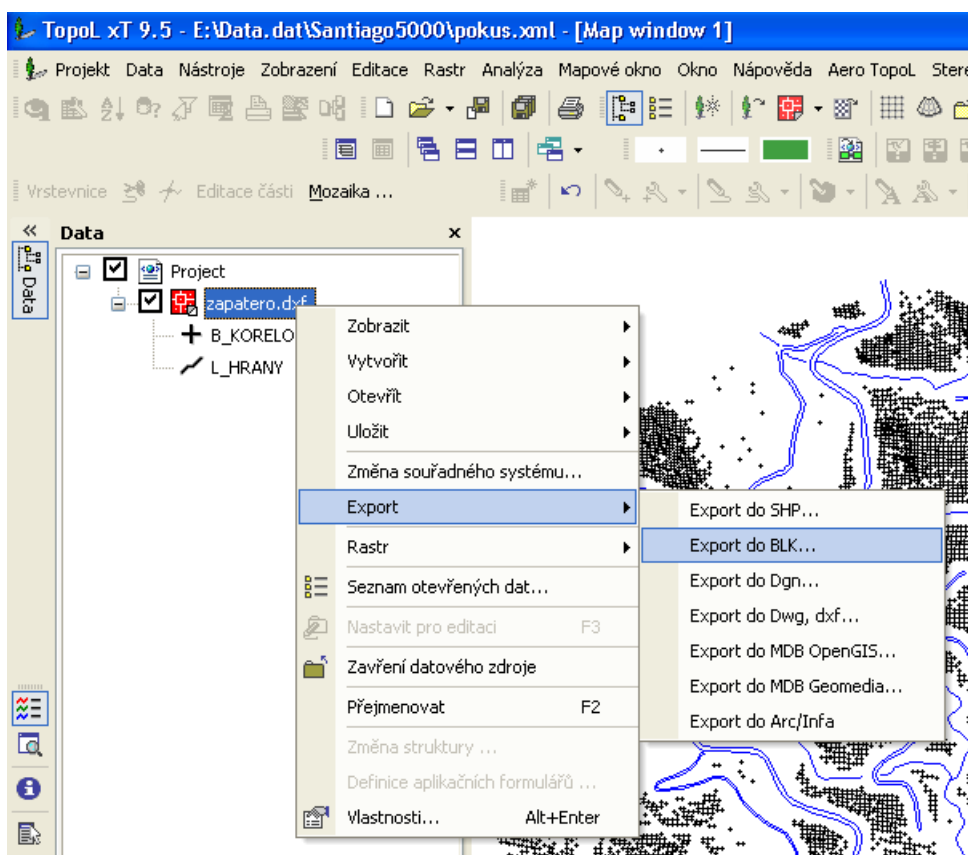 TopoL xT 9.5 - E:\Data.dat\Santiago5000\pokus.xml - [Map window 1]
Projekt Data Nástroje Zobrazení Editace Rastr Analýza Mapové okno Okno Nápověda Aero TopoL Stere
Vrstevnice Editace části Mozaika ...
Data x
Data
Project
zapatero.dxf
B_KORELO
L_HRANY
Zobrazit
Vytvořit
Otevřít
Uložit
Změna souřadného systému...
Export
Export do SHP...
Export do BLK...
Export do Dgn...
Export do Dwg, dxf...
Export do MDB OpenGIS...
Export do MDB Geomedia...
Export do Arc/Infa
Rastr
Seznam otevřených dat...
Nastavit pro editaci F3
Zavření datového zdroje
Přejmenovat F2
Změna struktury ...
Definice aplikačních formulářů ...
Vlastnosti... Alt+Enter